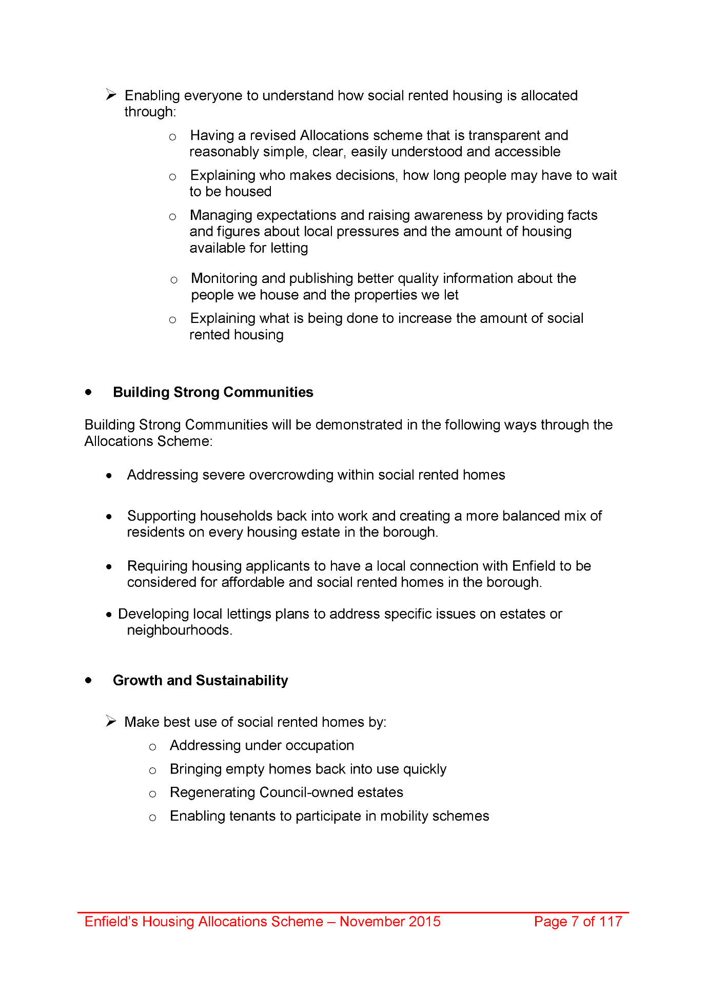 ➢ Enabling everyone to understand how social rented housing is allocated
through:
o Having a revised Allocations scheme that is transparent and
reasonably simple, clear, easily understood and accessible
o Explaining who makes decisions, how long people may have to wait
to be housed
o Managing expectations and raising awareness by providing facts
and figures about local pressures and the amount of housing
available for letting
o Monitoring and publishing better quality information about the
people we house and the properties we let
o Explaining what is being done to increase the amount of social
rented housing
• Building Strong Communities
Building Strong Communities will be demonstrated in the following ways through the
Allocations Scheme:
• Addressing severe overcrowding within social rented homes
• Supporting households back into work and creating a more balanced mix of
residents on every housing estate in the borough.
• Requiring housing applicants to have a local connection with Enfield to be
considered for affordable and social rented homes in the borough.
• Developing local lettings plans to address specific issues on estates or
neighbourhoods.
• Growth and Sustainability
➢ Make best use of social rented homes by:
o Addressing under occupation
o Bringing empty homes back into use quickly
o Regenerating Council-owned estates
o Enabling tenants to participate in mobility schemes
Enfield’s Housing Allocations Scheme – November 2015 Page 7 of 117